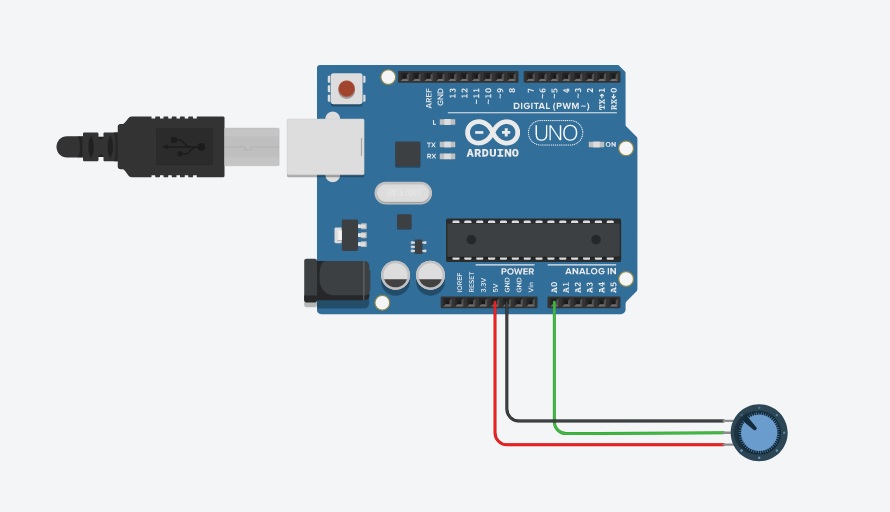 AREF
GND
13
12
~11
~10
~9
8
7
~6
~5
4
~3
2
TX→1
RX←0
DIGITAL (PWM~)
L
TX
RX
ARDUINO
UNO
ON
POWER
ANALOG IN
IOREF
RESET
3.3V
5V
GND
GND
Vin
A0
A1
A2
A3
A4
A5